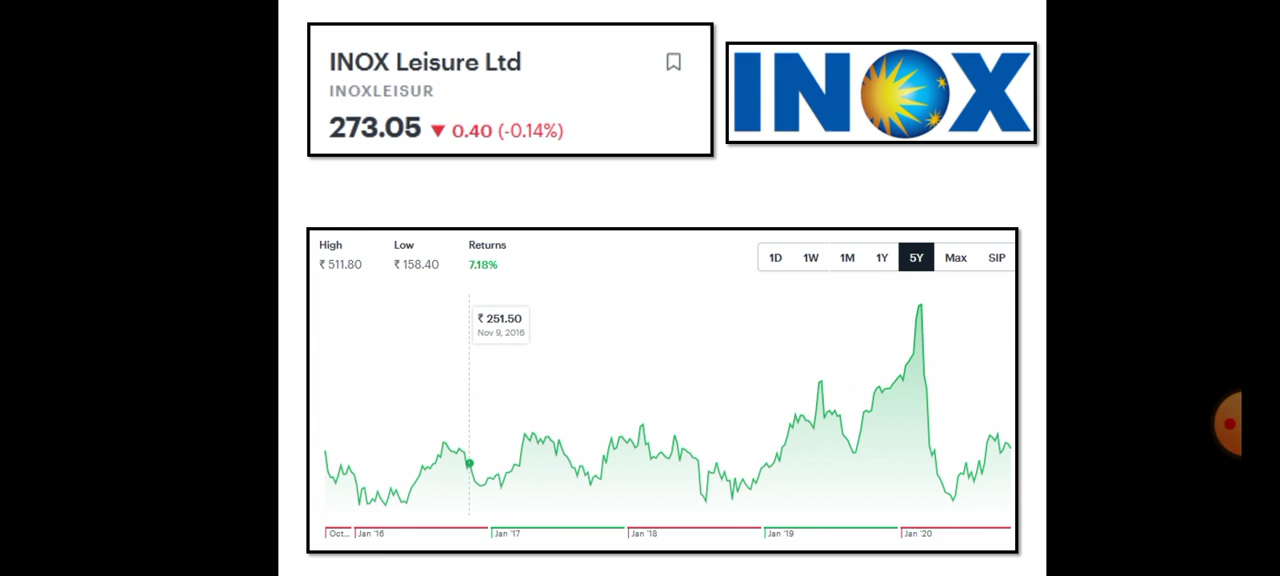 INOX Leisure Ltd
INOXLEISUR
273.05 ▼ 0.40 (-0.14%)
INOX
High Low Returns
₹ 511.80 ₹ 158.40 7.18%
1D 1W 1M 1Y 5Y Max SIP
₹ 251.50
Nov 9, 2016
Oct... Jan '16 Jan '17 Jan '18 Jan '19 Jan '20